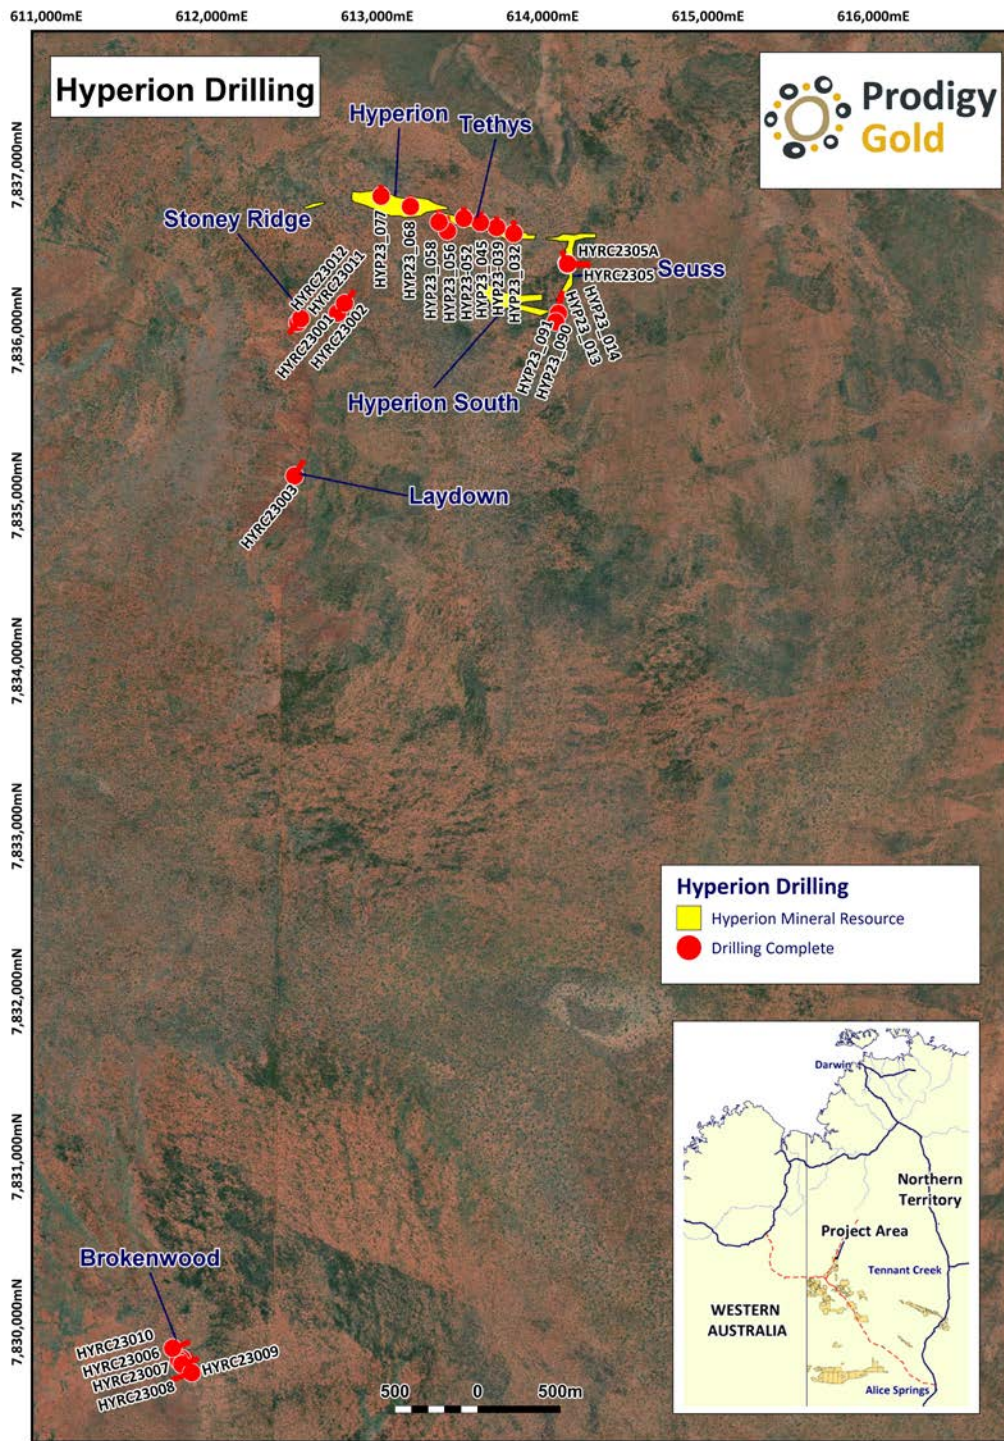 611,000mE
612,000mE
613,000mE
614,000mE
615,000mE
616,000mE
7,837,000mN
7,836,000mN
7,835,000mN
7,834,000mN
7,833,000mN
7,832,000mN
7,831,000mN
7,830,000mN
Hyperion Drilling
Prodigy
Gold
Hyperion
Tethys
Stoney Ridge
Seuss
Hyperion South
Laydown
Brokenwood
HYP23_077
HYP23_068
HYP23_058
HYP23_056
HYP23_052
HYP23_045
HYP23_039
HYP23_032
HYRC2305A
HYRC2305
HYP23_014
HYP23_013
HYP23_090
HYP23_091
HYRC23012
HYRC23011
HYRC23001
HYRC23002
HYRC23003
HYRC23010
HYRC23006
HYRC23007
HYRC23008
HYRC23009
500 0 500m
Hyperion Drilling
Hyperion Mineral Resource
Drilling Complete
Darwin
Northern
Territory
Project Area
Tennant Creek
WESTERN
AUSTRALIA
Alice Springs